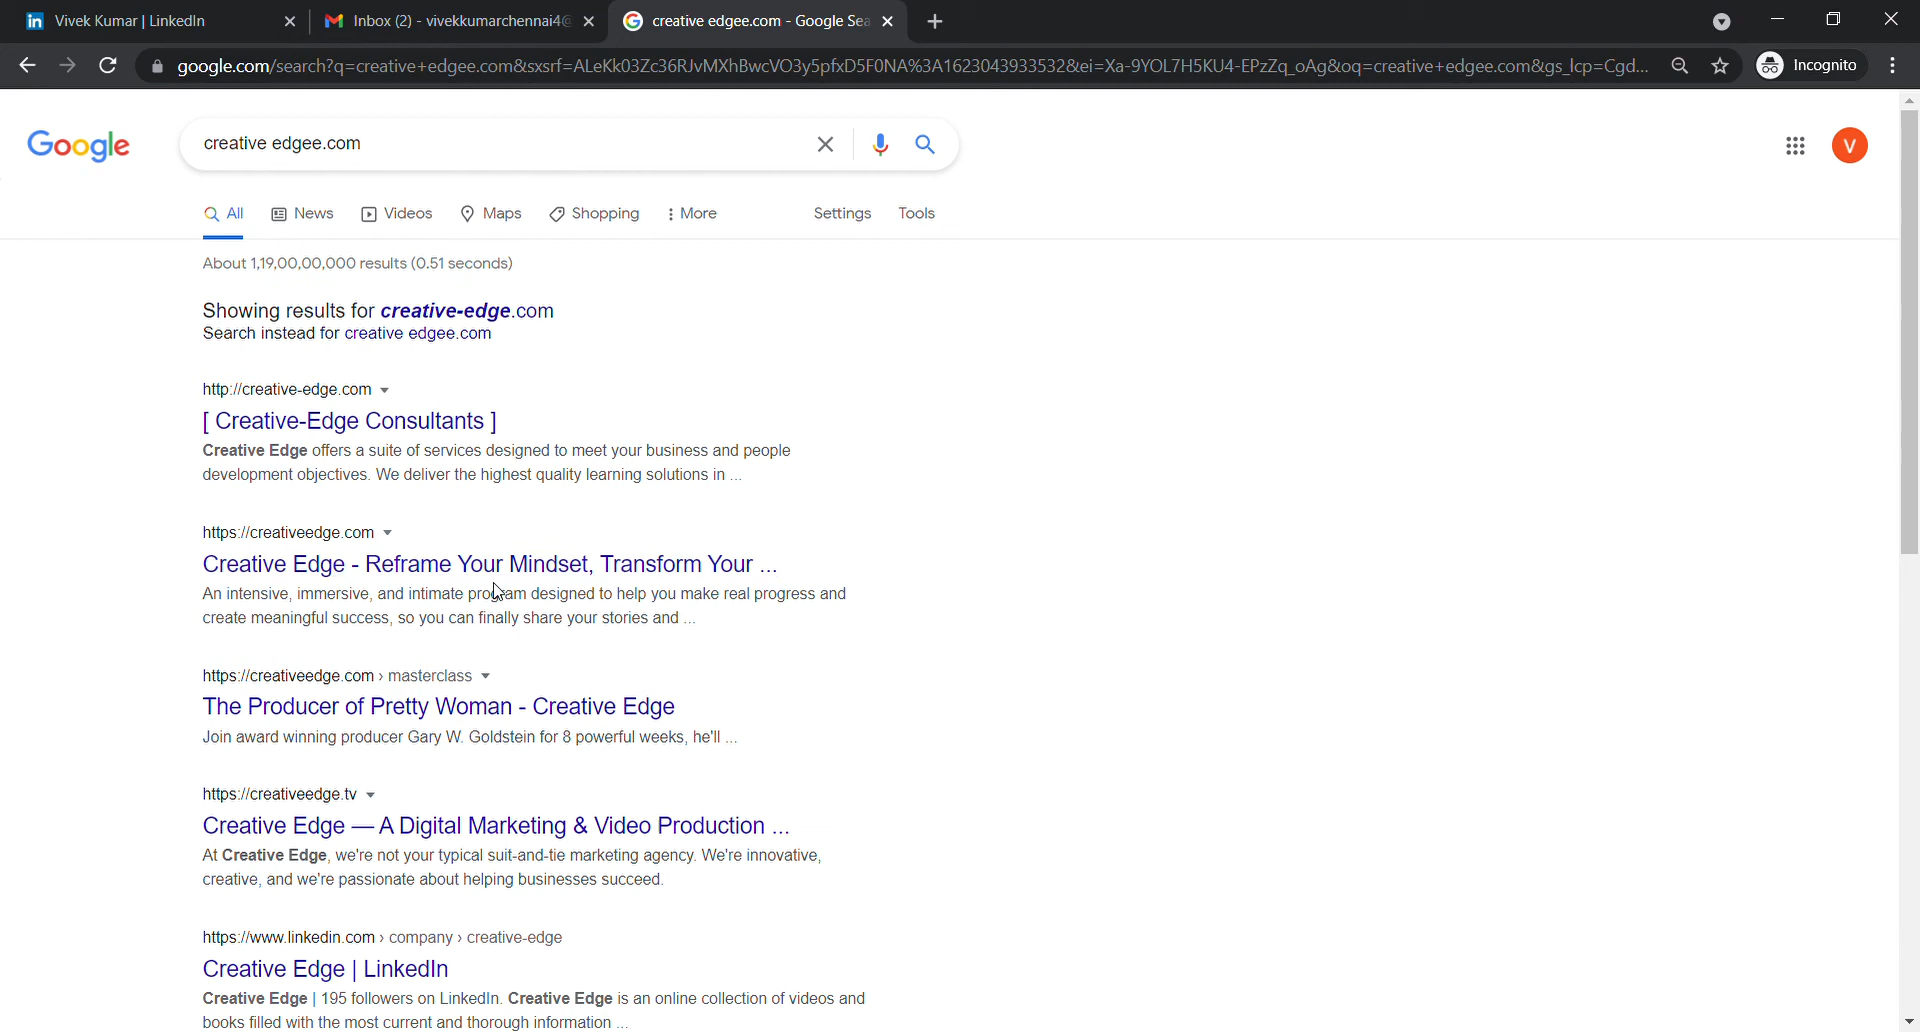 Vivek Kumar | LinkedIn
Inbox (2) - vivekkumarchennai4@
creative edgee.com - Google Sea
google.com/search?q=creative+edgee.com&sxsrf=ALeKk03Zc36RJvMXhBwcVO3y5pfxD5F0NA%3A1623043933532&ei=Xa-9YOL7H5KU4-EPzZq_oAg&oq=creative+edgee.com&gs_lcp=Cgd...
Incognito
Google
creative edgee.com
V
All News Videos Maps Shopping More Settings Tools
About 1,19,00,00,000 results (0.51 seconds)
Showing results for creative-edge.com
Search instead for creative edgee.com
http://creative-edge.com
[ Creative-Edge Consultants ]
Creative Edge offers a suite of services designed to meet your business and people
development objectives. We deliver the highest quality learning solutions in ...
https://creativeedge.com
Creative Edge - Reframe Your Mindset, Transform Your ...
An intensive, immersive, and intimate program designed to help you make real progress and
create meaningful success, so you can finally share your stories and ...
https://creativeedge.com › masterclass
The Producer of Pretty Woman - Creative Edge
Join award winning producer Gary W. Goldstein for 8 powerful weeks, he'll ...
https://creativeedge.tv
Creative Edge — A Digital Marketing & Video Production ...
At Creative Edge, we're not your typical suit-and-tie marketing agency. We're innovative,
creative, and we're passionate about helping businesses succeed.
https://www.linkedin.com › company › creative-edge
Creative Edge | LinkedIn
Creative Edge | 195 followers on LinkedIn. Creative Edge is an online collection of videos and
books filled with the most current and thorough information ...